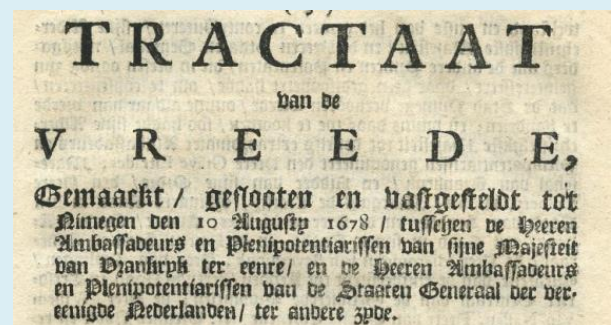 TRACTAAT
van de
VREEDE,
Gemaackt / geslooten en vastgesteldt tot
Nimegen den 10 Augusty 1678 / tusschen de Heeren
Ambassadeurs en Plenipotentiarissen van sijne Majesteit
van Vrankryk ter eenre / en de Heeren Ambassadeurs
en Plenipotentiarissen van de Staaten Generaal der ver-
eenigde Nederlanden / ter andere zyde.